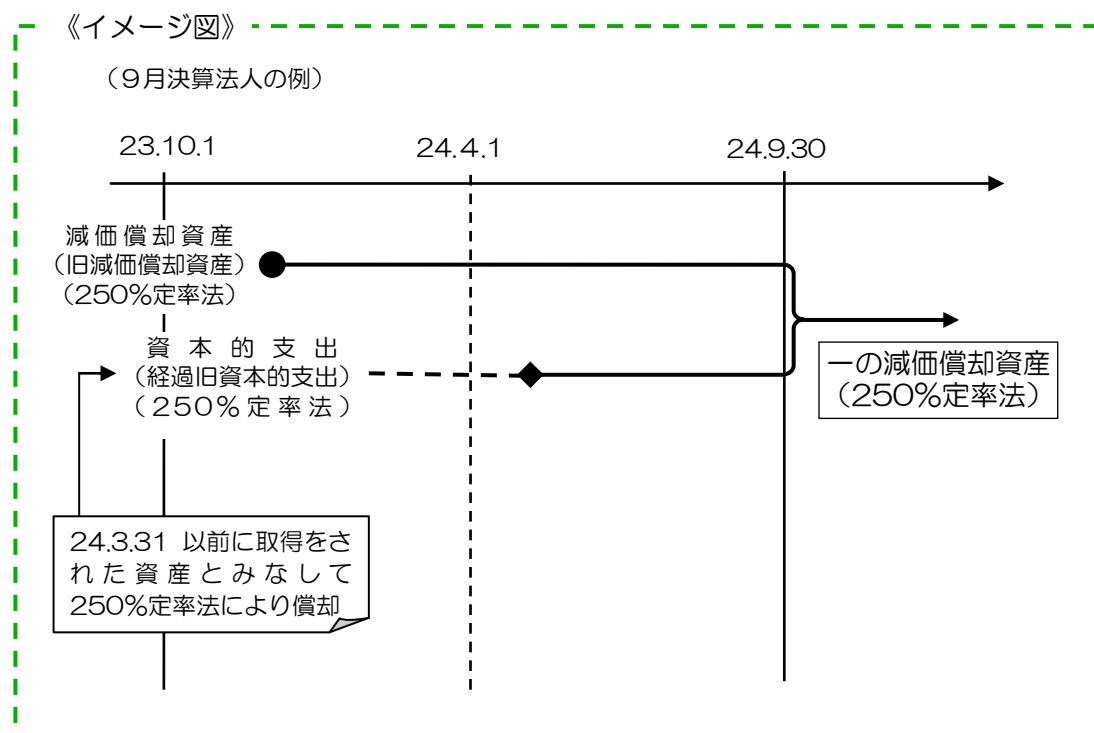 《イメージ図》
(9月決算法人の例)
23.10.1
24.4.1
24.9.30
減価償却資産
(旧減価償却資産)
(250%定率法)
資本的支出
(経過旧資本的支出)
(250%定率法)
一の減価償却資産
(250%定率法)
24.3.31 以前に取得をさ
れた資産とみなして
250%定率法により償却